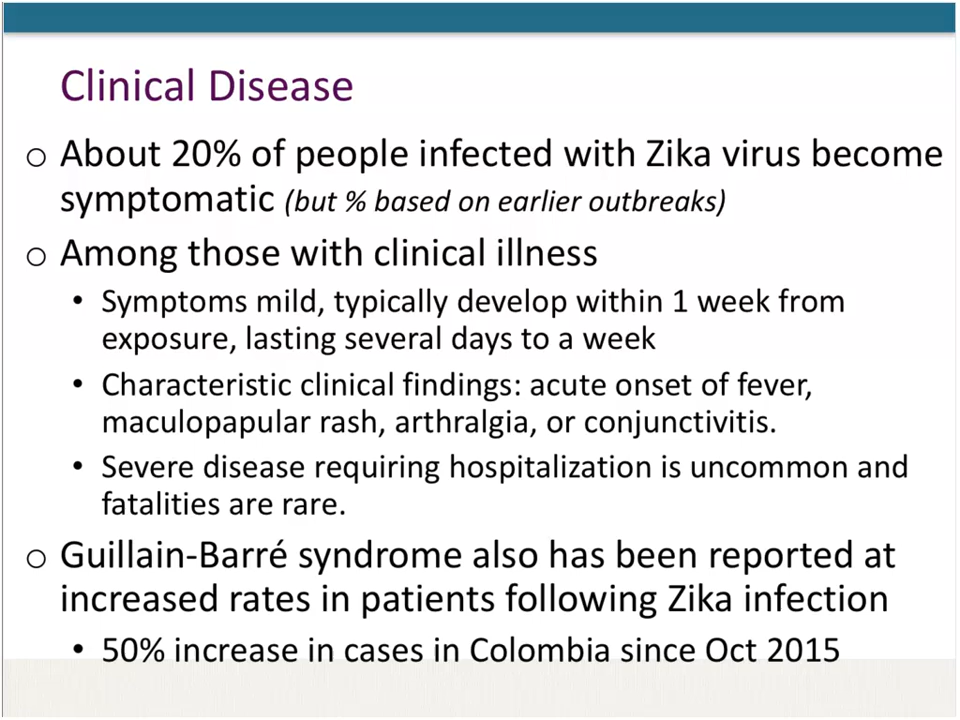 Clinical Disease
o About 20% of people infected with Zika virus become
symptomatic (but % based on earlier outbreaks)
o Among those with clinical illness
• Symptoms mild, typically develop within 1 week from
exposure, lasting several days to a week
• Characteristic clinical findings: acute onset of fever,
maculopapular rash, arthralgia, or conjunctivitis.
• Severe disease requiring hospitalization is uncommon and
fatalities are rare.
o Guillain-Barré syndrome also has been reported at
increased rates in patients following Zika infection
• 50% increase in cases in Colombia since Oct 2015